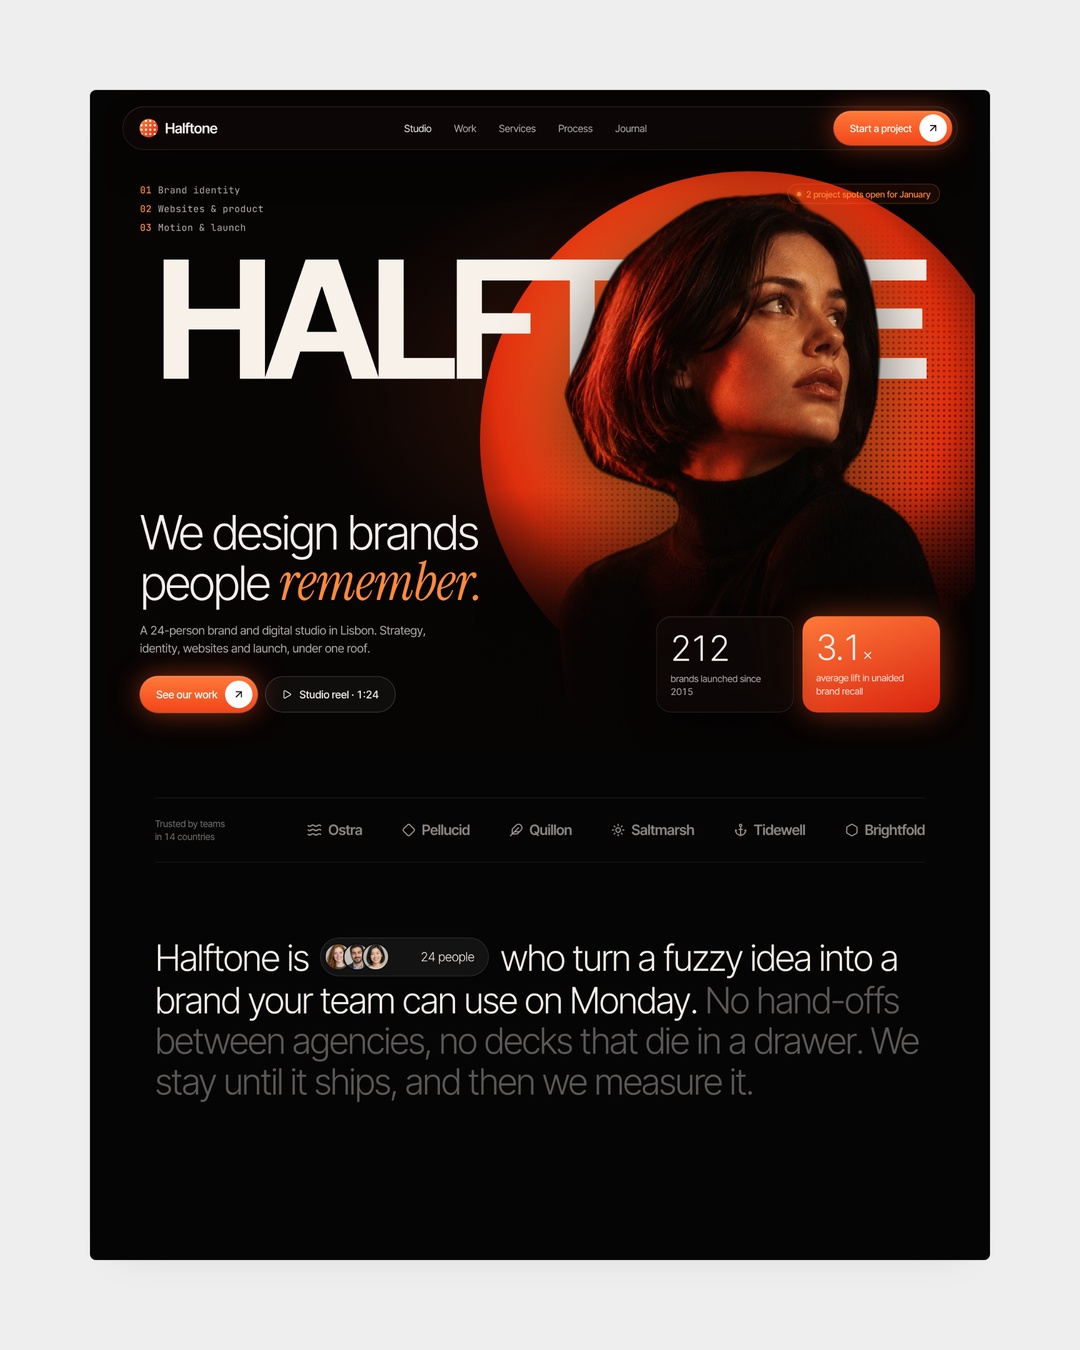 Halftone
Studio Work Services Process Journal
Start a project
01 Brand identity
02 Websites & product
03 Motion & launch
2 project spots open for January
HALFT E
We design brands
people remember.
A 24-person brand and digital studio in Lisbon. Strategy,
identity, websites and launch, under one roof.
See our work
Studio reel · 1:24
212
brands launched since
2015
3.1×
average lift in unaided
brand recall
Trusted by teams
in 14 countries
Ostra
Pellucid
Quillon
Saltmarsh
Tidewell
Brightfold
Halftone is 24 people who turn a fuzzy idea into a
brand your team can use on Monday. No hand-offs
between agencies, no decks that die in a drawer. We
stay until it ships, and then we measure it.